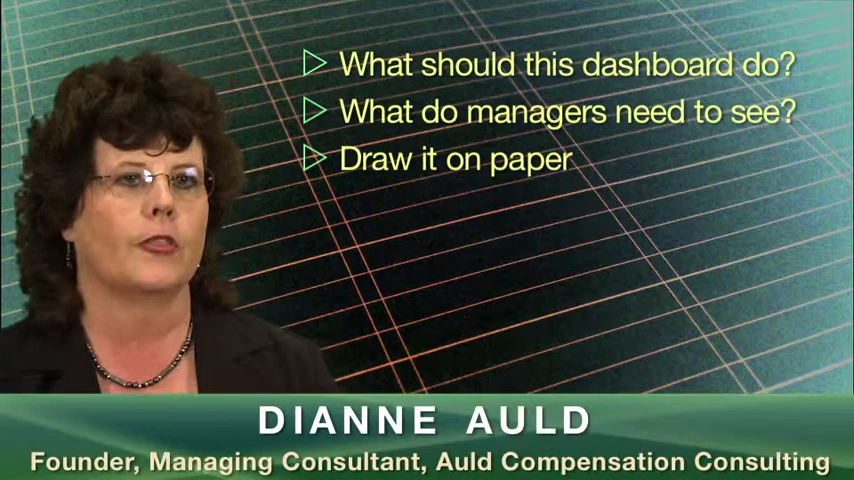 What should this dashboard do?
What do managers need to see?
Draw it on paper
DIANNE AULD
Founder, Managing Consultant, Auld Compensation Consulting